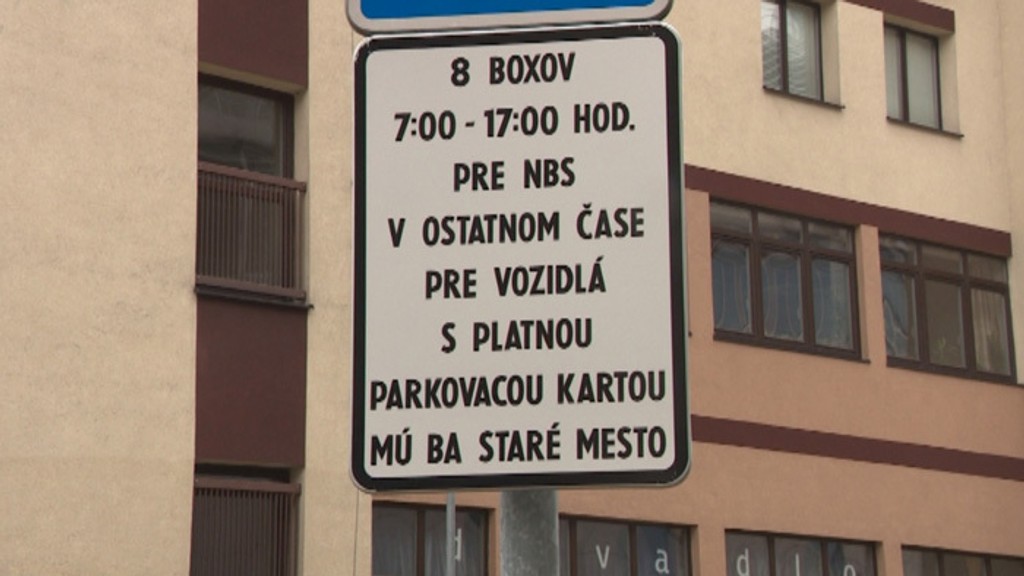 8 BOXOV
7:00 - 17:00 HOD.
PRE NBS
V OSTATNOM ČASE
PRE VOZIDLÁ
S PLATNOU
PARKOVACOU KARTOU
MÚ BA STARÉ MESTO
d v a d l o